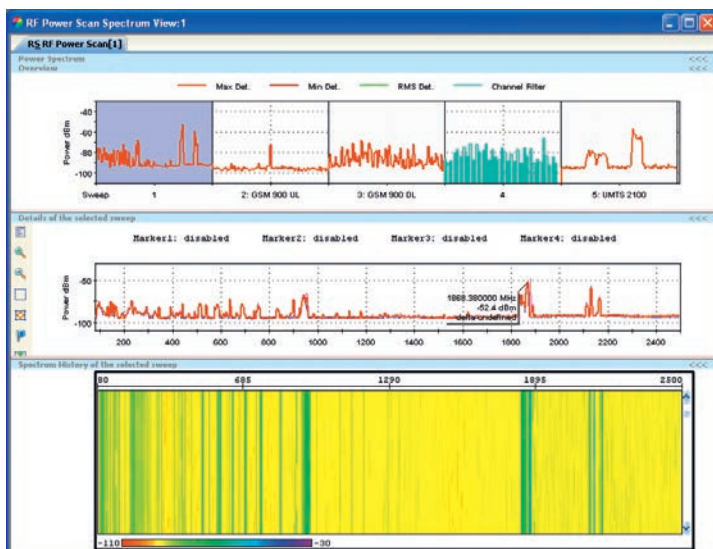 RF Power Scan Spectrum View:1
RS RF Power Scan[1]
Power Spectrum <<<
Overview <<<
Max Det. Min Det. RMS Det. Channel Filter
Power dBm
-40
-60
-80
-100
Sweep 1 2: GSM 900 UL 3: GSM 900 DL 4 5: UMTS 2100
Details of the selected sweep <<<
Marker1: disabled Marker2: disabled Marker3: disabled Marker4: disabled
Power dBm
-50
-100
1868.380000 MHz
-52.4 dBm
delta undefined
200 400 600 800 1000 1200 1400 1600 1800 2000 2200 2400
Spectrum History of the selected sweep <<<
80 685 1290 1895 2500
-110 -30